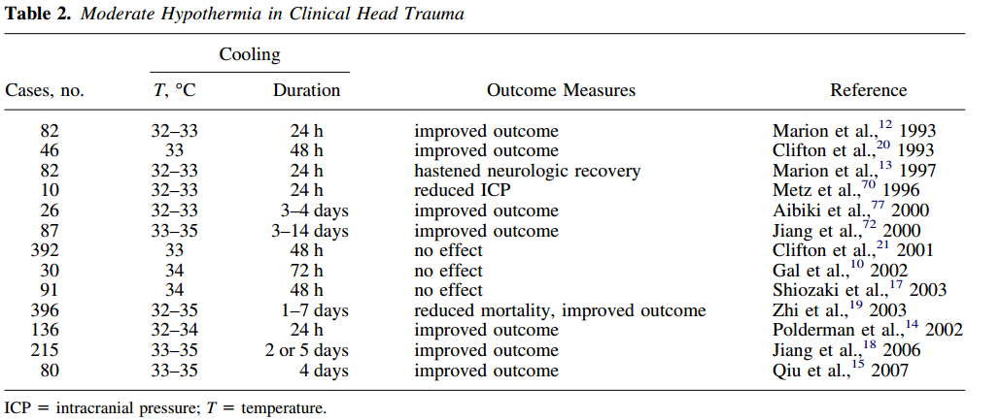 Table 2. Moderate Hypothermia in Clinical Head Trauma
Cooling
Cases, no. T, °C Duration Outcome Measures Reference
82 32–33 24 h improved outcome Marion et al.,12 1993
46 33 48 h improved outcome Clifton et al.,20 1993
82 32–33 24 h hastened neurologic recovery Marion et al.,13 1997
10 32–33 24 h reduced ICP Metz et al.,70 1996
26 32–33 3–4 days improved outcome Aibiki et al.,77 2000
87 33–35 3–14 days improved outcome Jiang et al.,72 2000
392 33 48 h no effect Clifton et al.,21 2001
30 34 72 h no effect Gal et al.,10 2002
91 34 48 h no effect Shiozaki et al.,17 2003
396 32–35 1–7 days reduced mortality, improved outcome Zhi et al.,19 2003
136 32–34 24 h improved outcome Polderman et al.,14 2002
215 33–35 2 or 5 days improved outcome Jiang et al.,18 2006
80 33–35 4 days improved outcome Qiu et al.,15 2007
ICP = intracranial pressure; T = temperature.